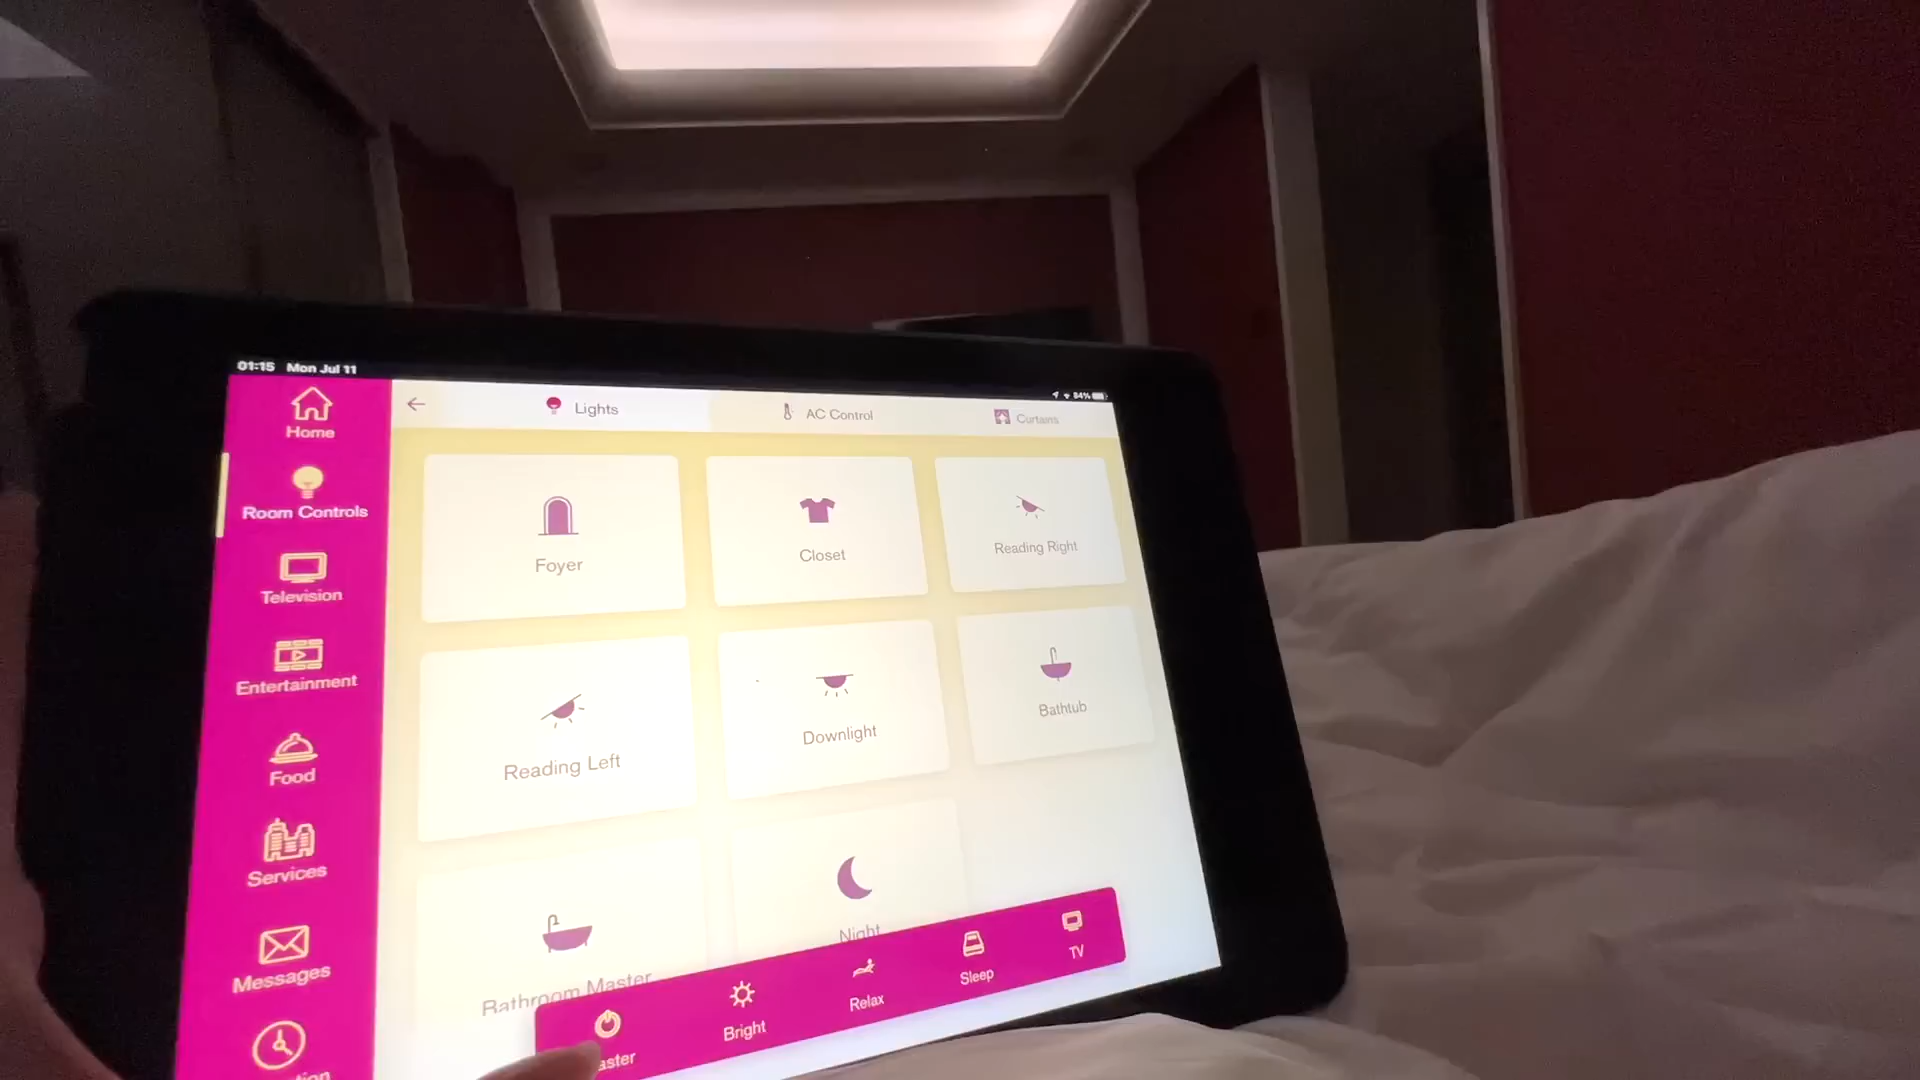 01:15 Mon Jul 11
84%
Home
Room Controls
Television
Entertainment
Food
Services
Messages
Lights
AC Control
Curtains
Foyer
Closet
Reading Right
Reading Left
Downlight
Bathtub
Bathroom Master
Night
aster
Bright
Relax
Sleep
TV